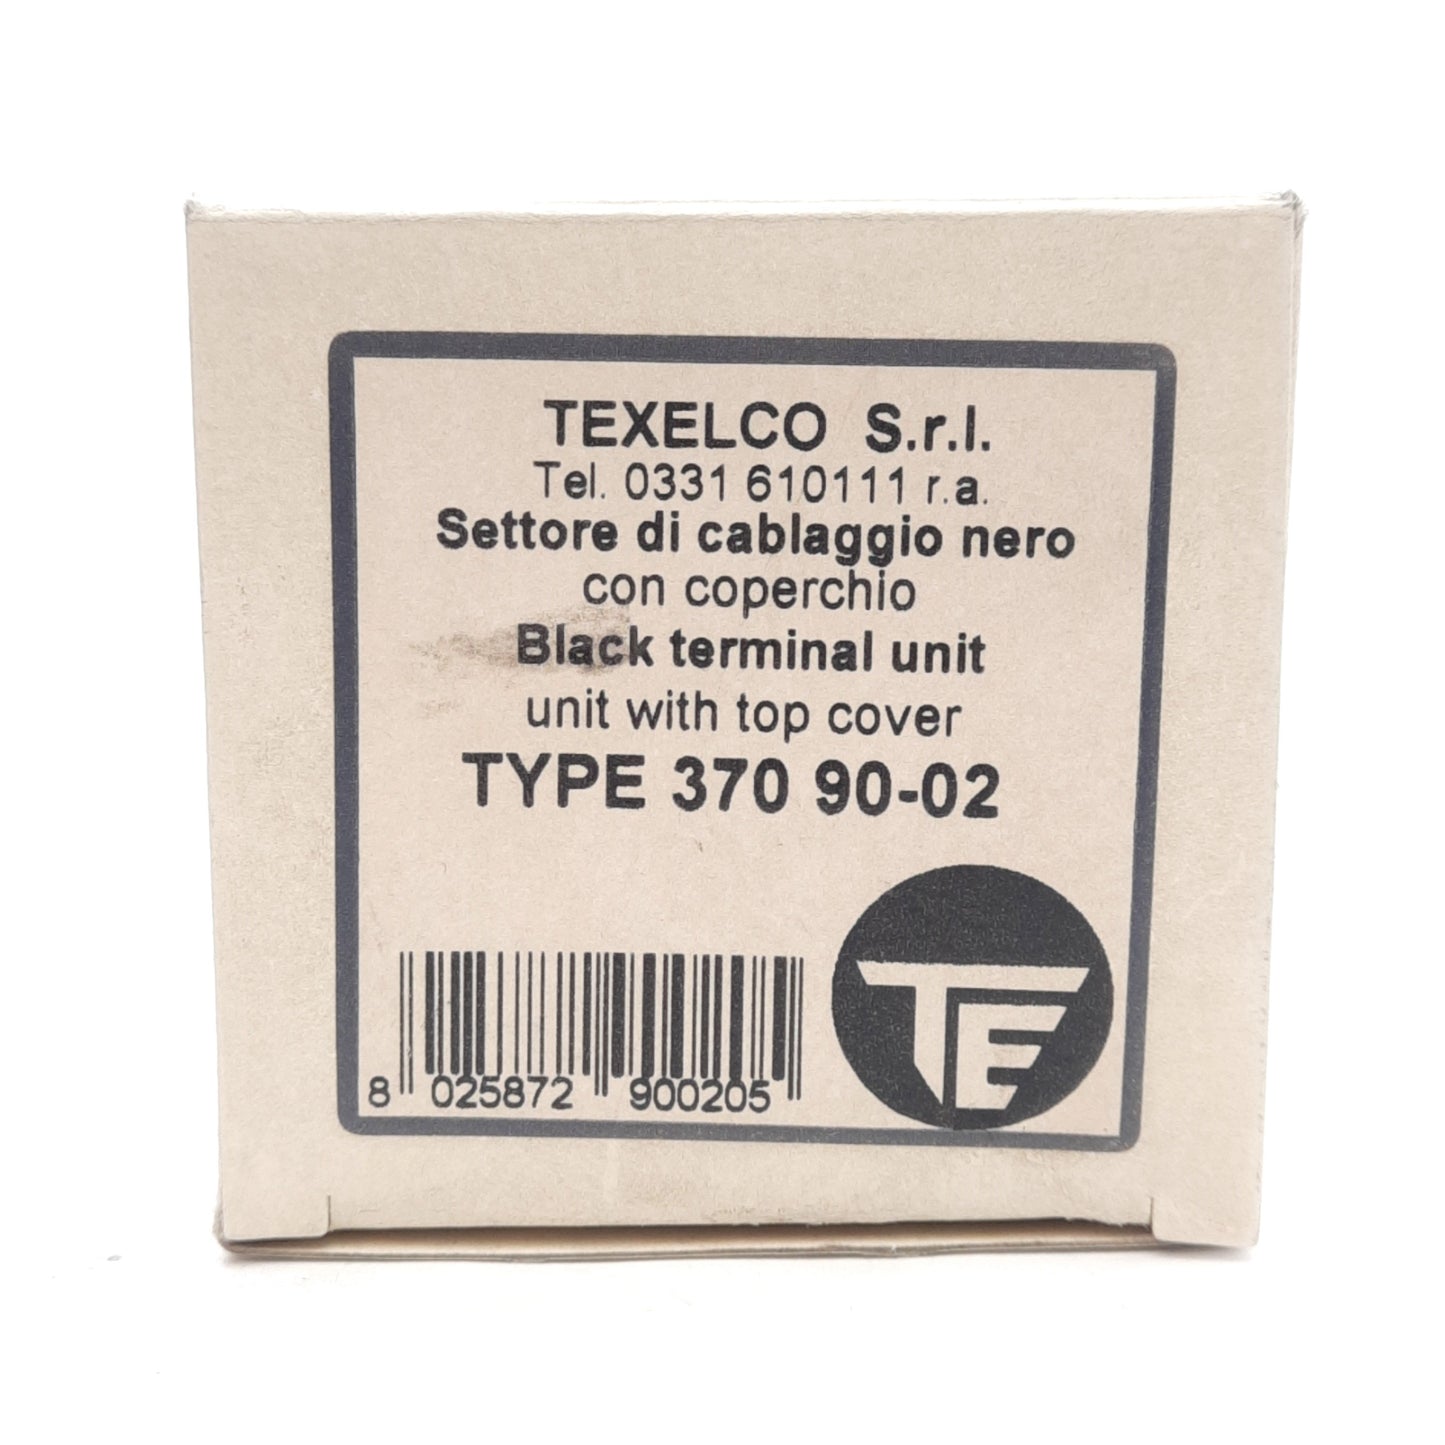 TEXELCO S.r.l.
Tel. 0331 610111 r.a.
Settore di cablaggio nero
con coperchio
Black terminal unit
unit with top cover
TYPE 370 90-02
TE
8 025872 900205